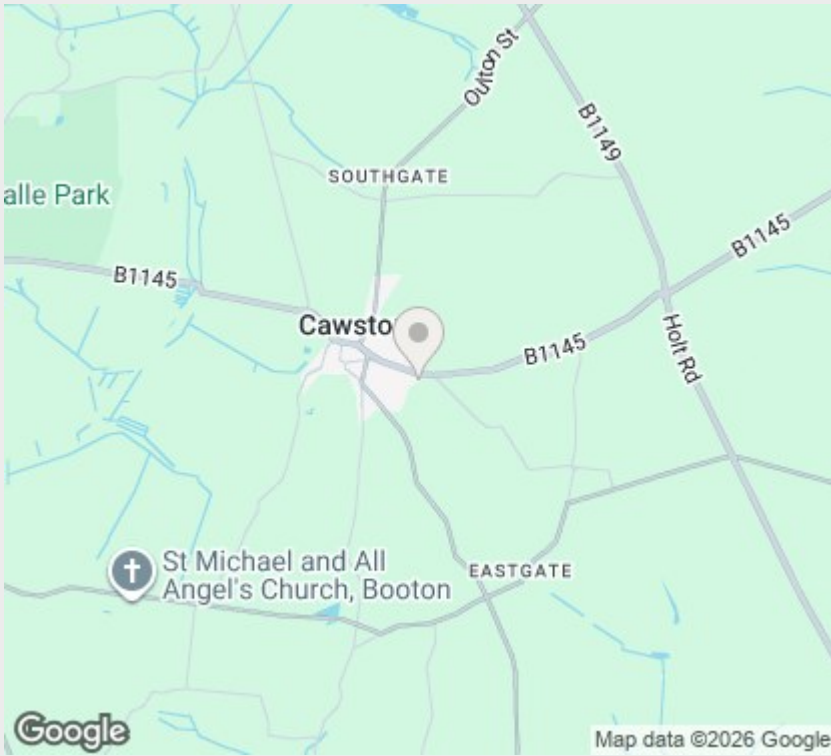 Oulton St
B1149
SOUTHGATE
alle Park
B1145
B1145
Cawsto
B1145
Holt Rd
St Michael and All
Angel's Church, Booton
EASTGATE
Google
Map data ©2026 Google